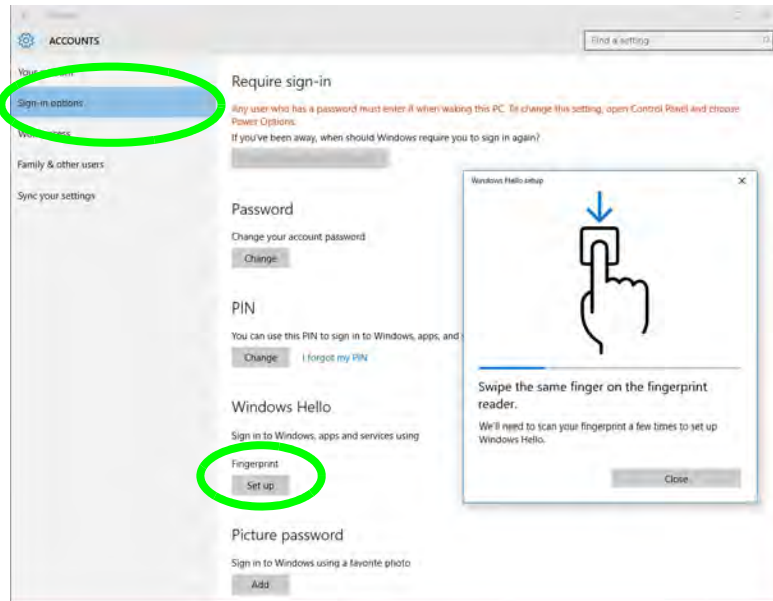 ACCOUNTS
Find a setting
Sign-in options
Family & other users
Sync your settings
Require sign-in
Any user who has a password must enter it when waking this PC. To change this setting, open Control Panel and choose
Power Options.
If you've been away, when should Windows require you to sign in again?
Password
Change your account password
Change
PIN
You can use this PIN to sign in to Windows, apps, and
Change
I forgot my PIN
Windows Hello
Sign in to Windows, apps and services using
Fingerprint
Set up
Picture password
Sign in to Windows using a favorite photo
Add
Windows Hello setup
Swipe the same finger on the fingerprint
reader.
We'll need to scan your fingerprint a few times to set up
Windows Hello.
Close